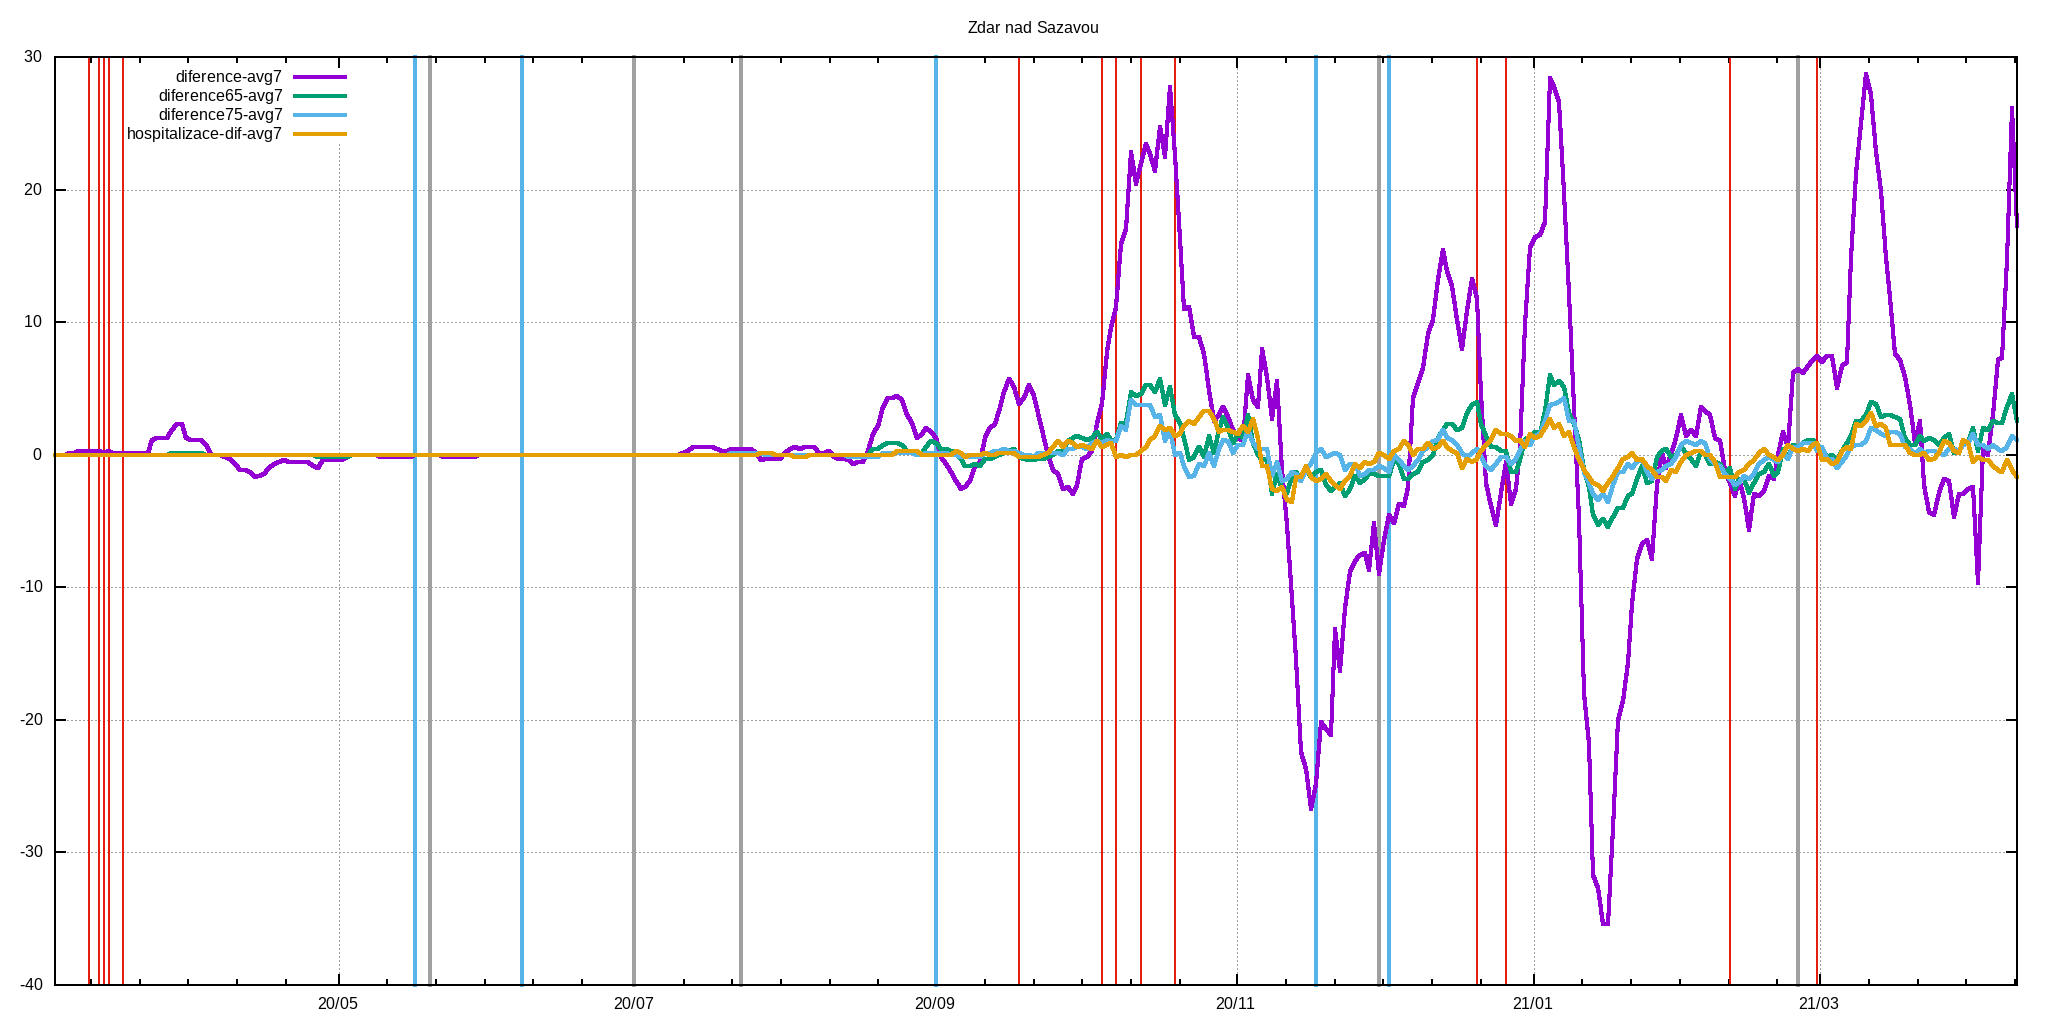 Zdar nad Sazavou
30
diference-avg7
diference65-avg7
diference75-avg7
hospitalizace-dif-avg7
20
10
0
-10
-20
-30
-40
20/05 20/07 20/09 20/11 21/01 21/03